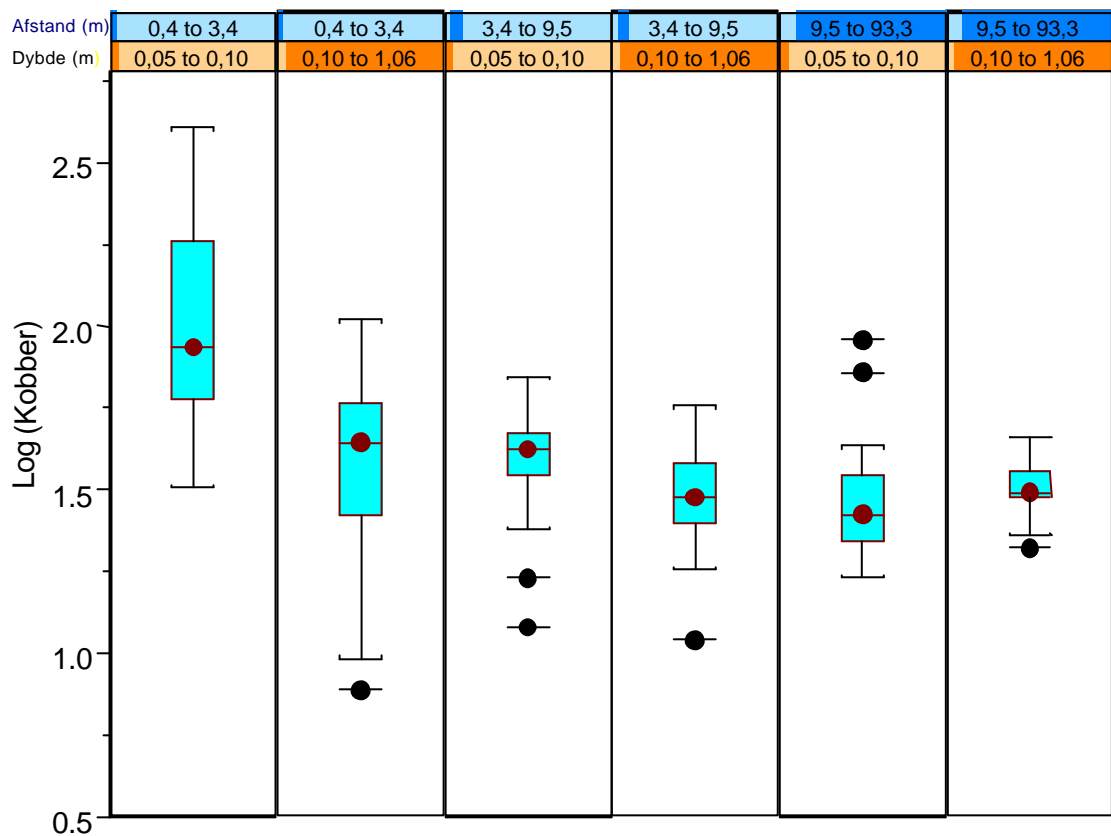 Afstand (m) 0,4 to 3,4 0,4 to 3,4 3,4 to 9,5 3,4 to 9,5 9,5 to 93,3 9,5 to 93,3
Dybde (m) 0,05 to 0,10 0,10 to 1,06 0,05 to 0,10 0,10 to 1,06 0,05 to 0,10 0,10 to 1,06
Log (Kobber)
2.5
2.0
1.5
1.0
0.5